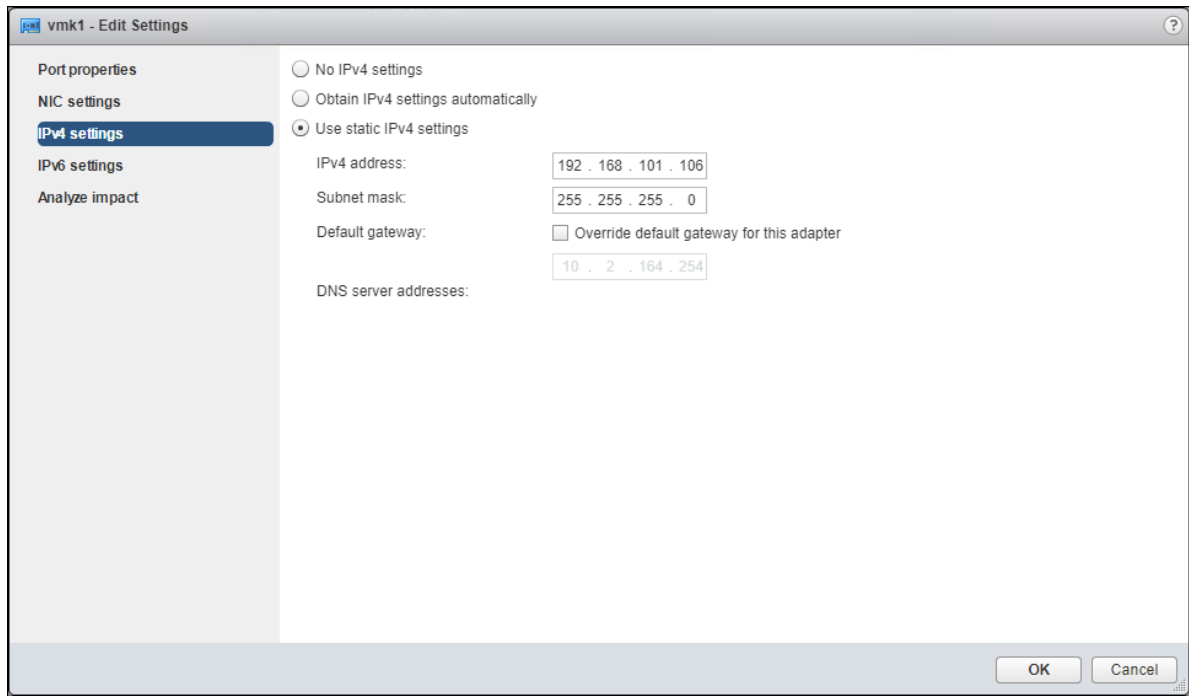 vmk1 - Edit Settings
?
Port properties
NIC settings
IPv4 settings
IPv6 settings
Analyze impact
No IPv4 settings
Obtain IPv4 settings automatically
Use static IPv4 settings
IPv4 address: 192 . 168 . 101 . 106
Subnet mask: 255 . 255 . 255 . 0
Default gateway: Override default gateway for this adapter
10 . 2 . 164 . 254
DNS server addresses:
OK Cancel